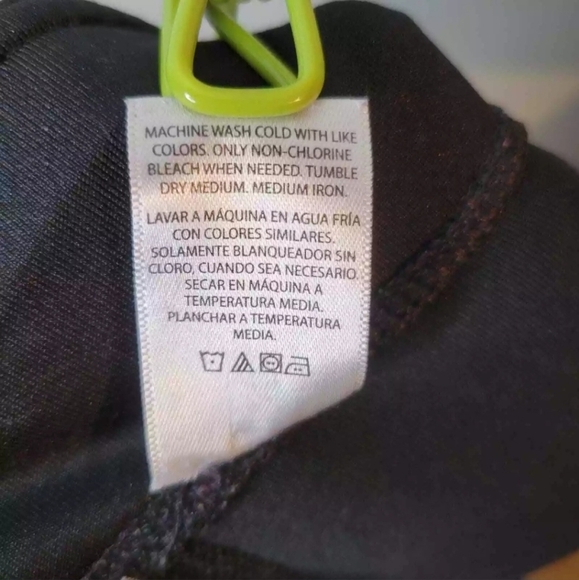 MACHINE WASH COLD WITH LIKE
COLORS. ONLY NON-CHLORINE
BLEACH WHEN NEEDED. TUMBLE
DRY MEDIUM. MEDIUM IRON.
LAVAR A MÁQUINA EN AGUA FRÍA
CON COLORES SIMILARES.
SOLAMENTE BLANQUEADOR SIN
CLORO, CUANDO SEA NECESARIO.
SECAR EN MÁQUINA A
TEMPERATURA MEDIA.
PLANCHAR A TEMPERATURA
MEDIA.